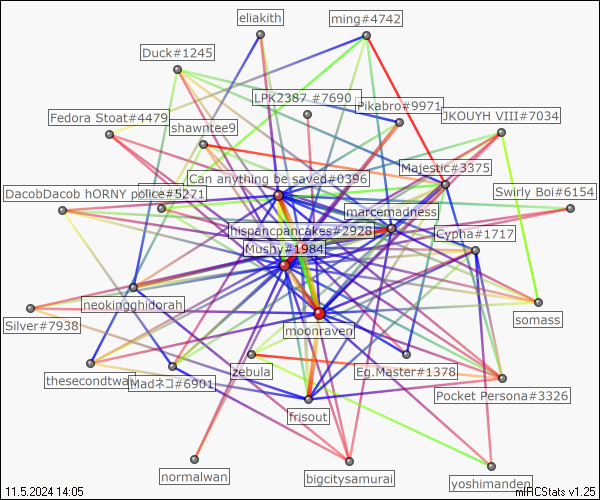 eliakith
ming#4742
Duck#1245
LPK2387 #7690
Pikabro#9971
Fedora Stoat#4479
JKOUYH VIII#7034
shawntee9
Majestic#3375
Can anything be saved#0396
DacobDacob hORNY police#5271
Swirly Boi#6154
marcemadness
hispancpancakes#2928
Cypha#1717
Mushy#1984
neokingghidorah
somass
Silver#7938
moonraven
thesecondtwa
zebula
Eg.Master#1378
Madネコ#6901
Pocket Persona#3326
frisout
normalwan
bigcitysamurai
yoshimanden
11.5.2024 14:05
mIRCStats v1.25